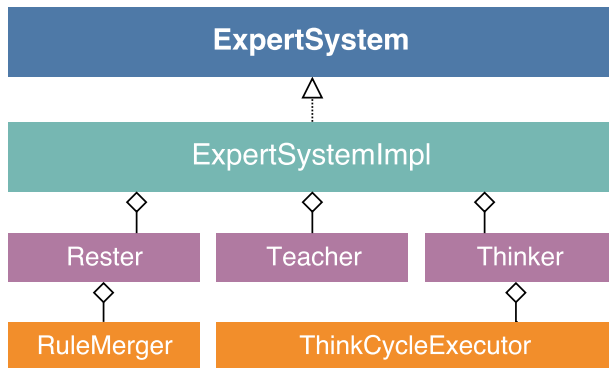 ExpertSystem
ExpertSystemImpl
Rester
Teacher
Thinker
RuleMerger
ThinkCycleExecutor